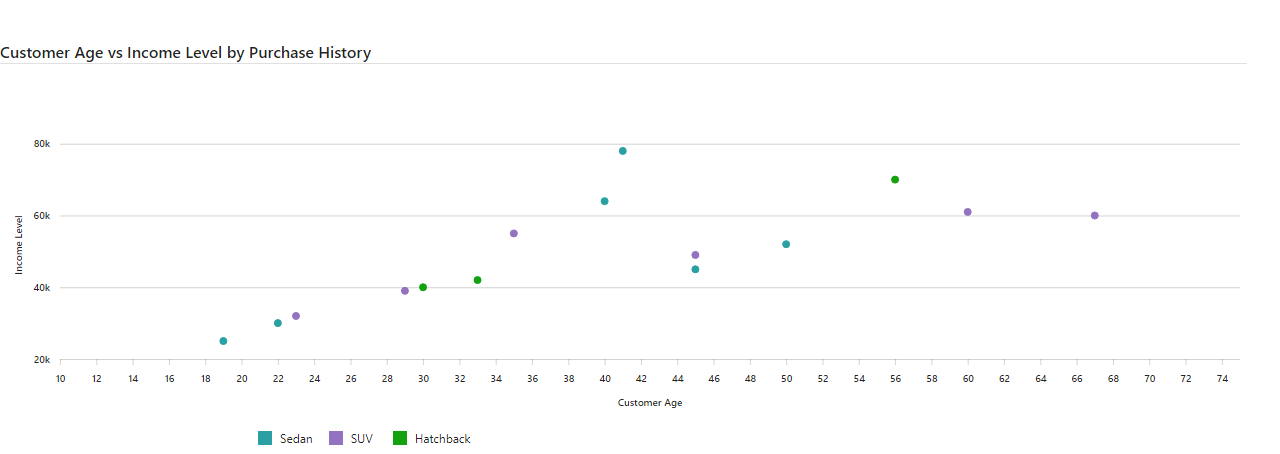 Customer Age vs Income Level by Purchase History
80k
60k
40k
20k
Income Level
10 12 14 16 18 20 22 24 26 28 30 32 34 36 38 40 42 44 46 48 50 52 54 56 58 60 62 64 66 68 70 72 74
Customer Age
Sedan SUV Hatchback